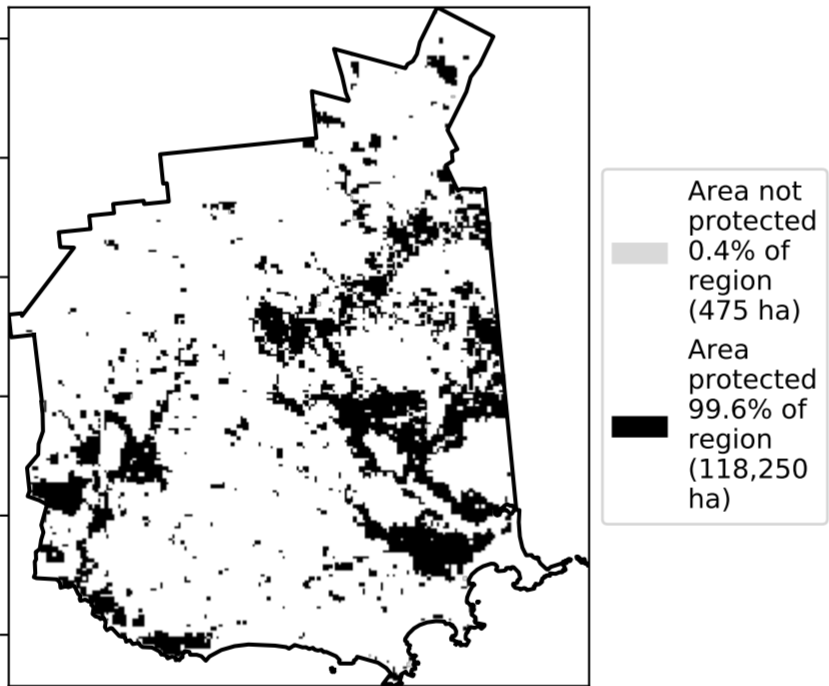 Area not
protected
0.4% of
region
(475 ha)
Area
protected
99.6% of
region
(118,250
ha)